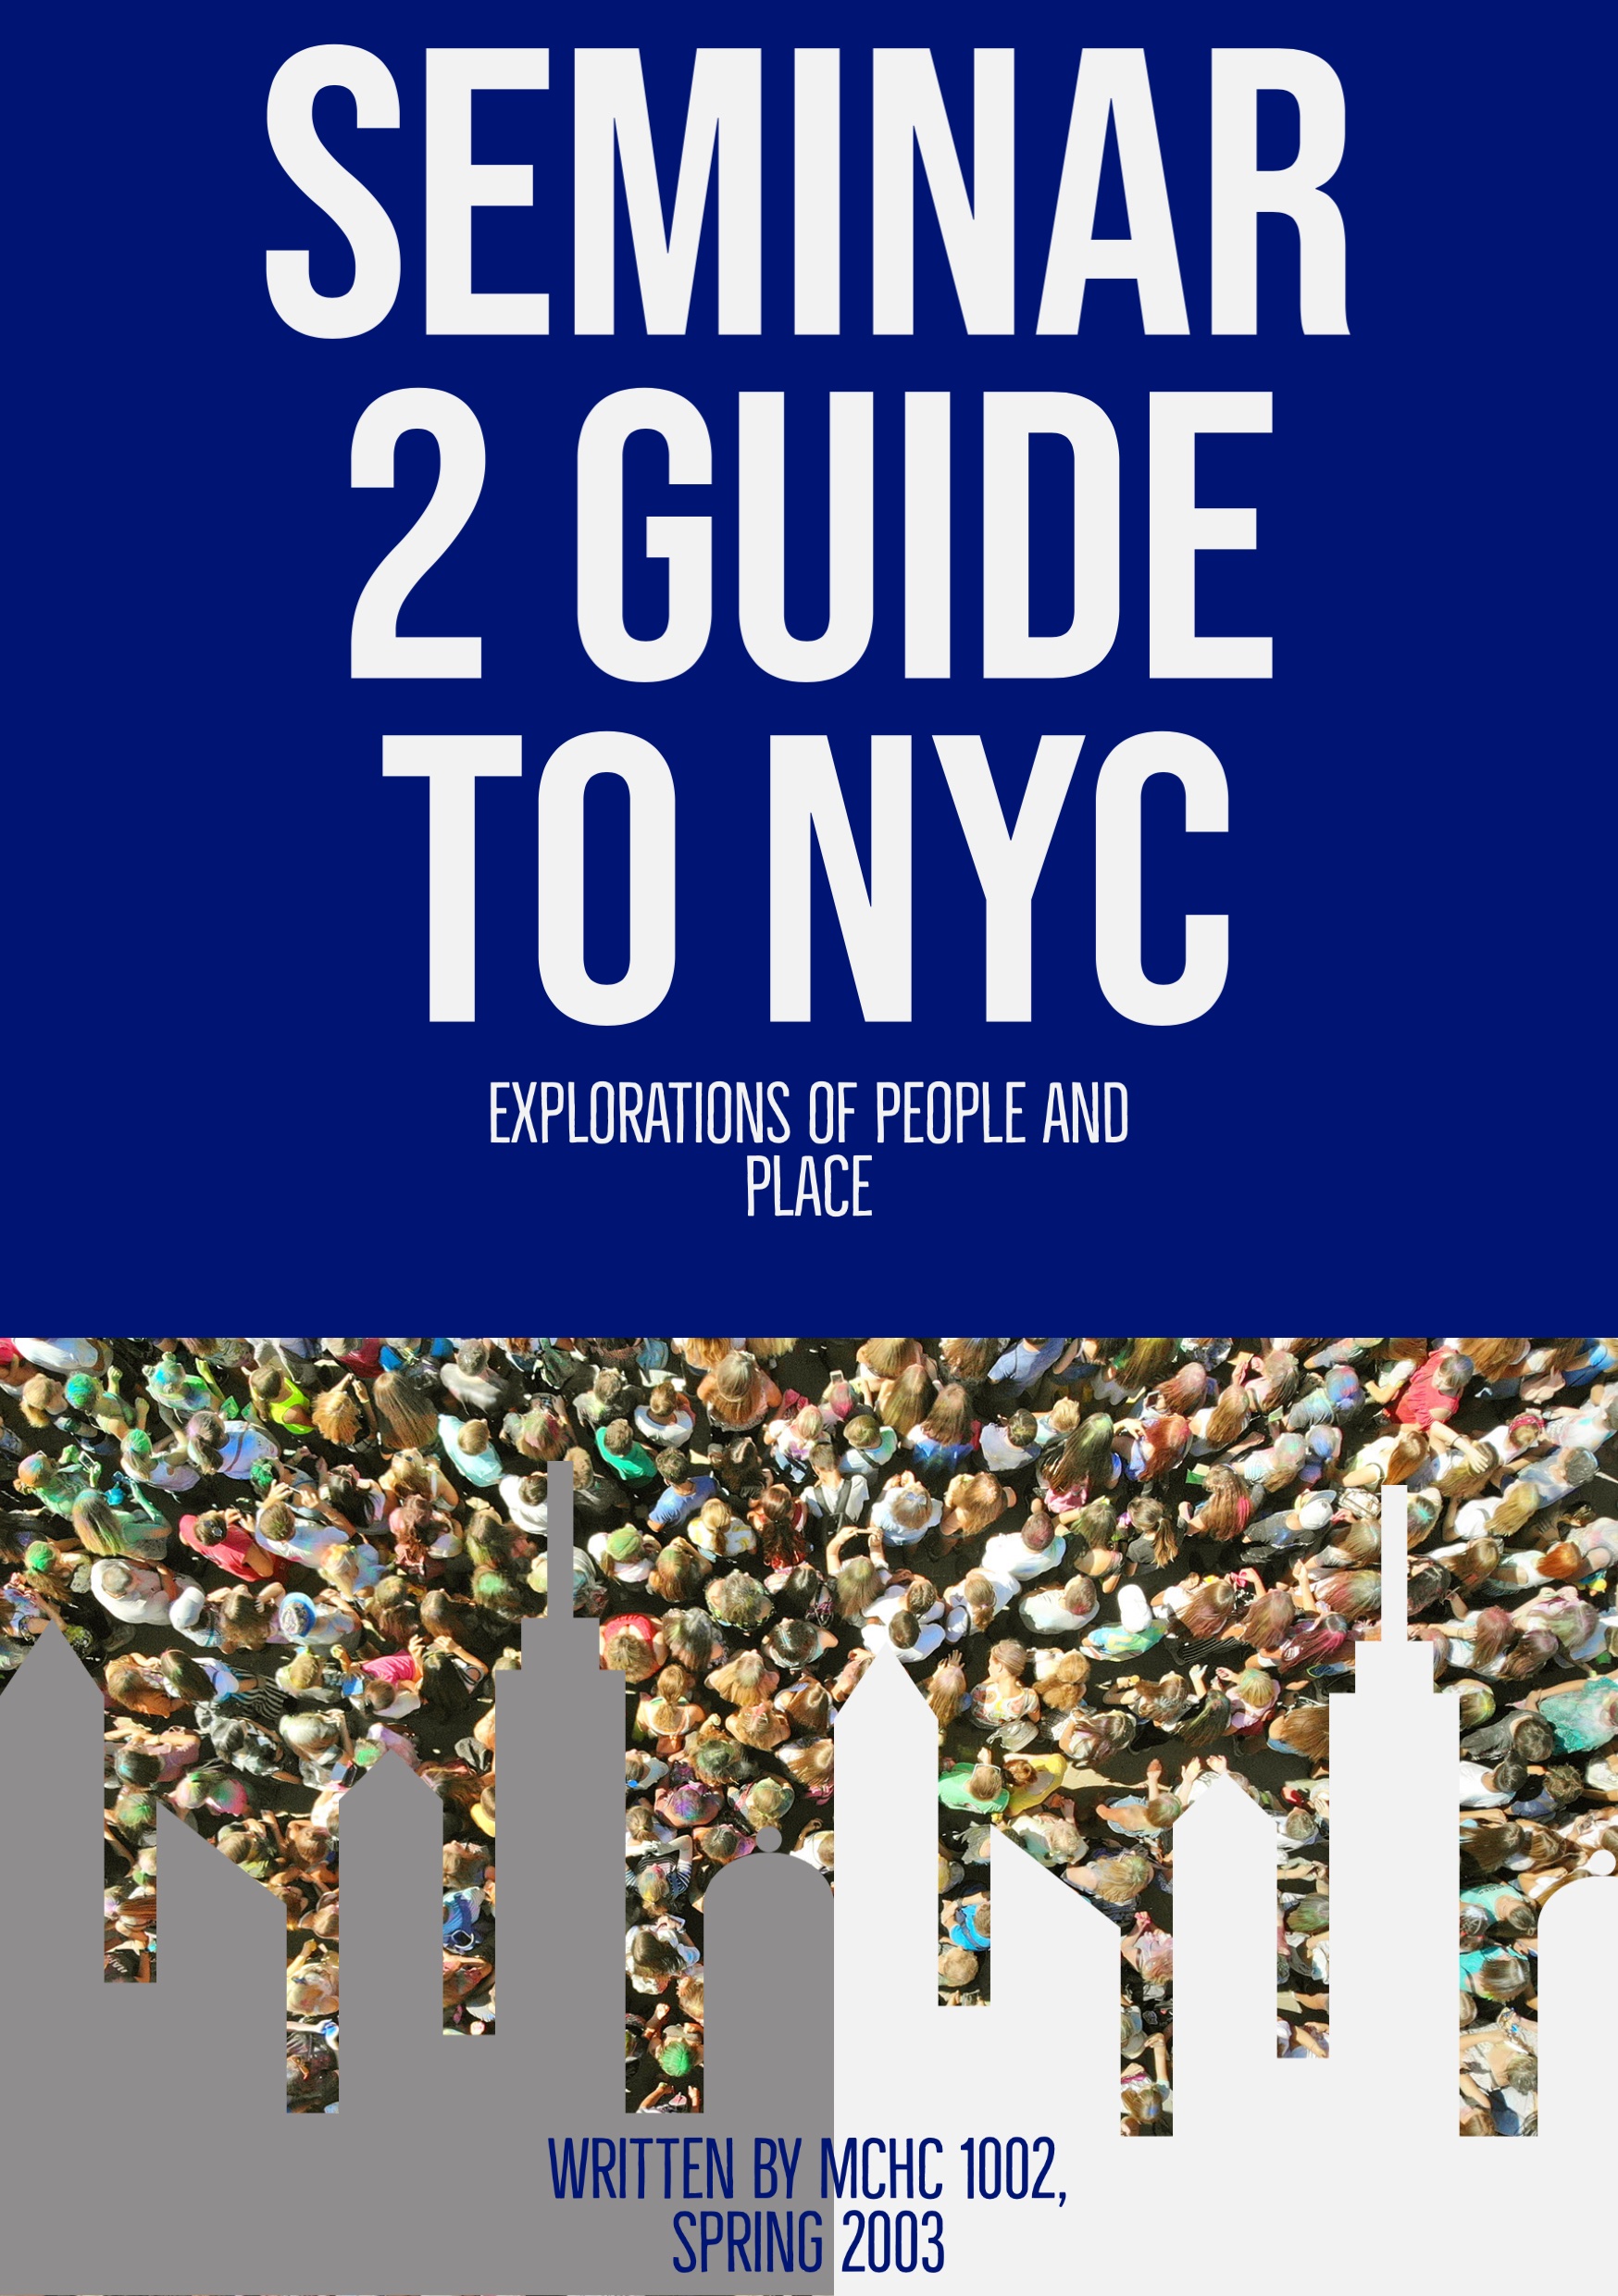 SEMINAR
2 GUIDE
TO NYC
EXPLORATIONS OF PEOPLE AND
PLACE
WRITTEN BY MCHC 1002,
SPRING 2003